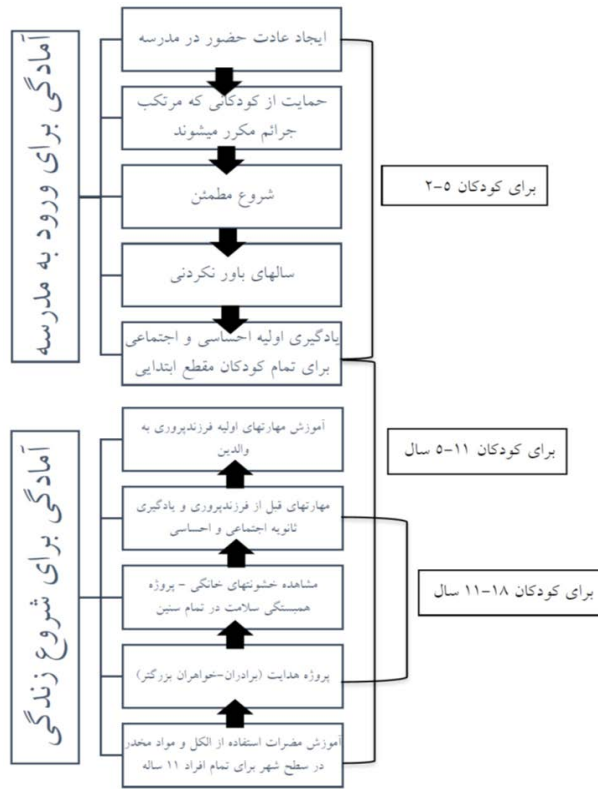 آمادگی برای ورود به مدرسه
ایجاد عادت حضور در مدرسه
حمایت از کودکانی که مرتکب
جرائم مکرر میشوند
شروع مطمئن
سالهای باور نکردنی
یادگیری اولیه احساسی و اجتماعی
برای تمام کودکان مقطع ابتدایی
برای کودکان ۵-۲
آمادگی برای شروع زندگی
آموزش مهارتهای اولیه فرزندپروری به
والدین
مهارتهای قبل از فرزندپروری و یادگیری
ثانویه اجتماعی و احساسی
مشاهده خشونتهای خانگی - پروژه
همبستگی سلامت در تمام سنین
پروژه هدایت (برادران-خواهران بزرگتر)
آموزش مضرات استفاده از الکل و مواد مخدر
در سطح شهر برای تمام افراد ۱۱ ساله
برای کودکان ۱۱-۵ سال
برای کودکان ۱۸-۱۱ سال